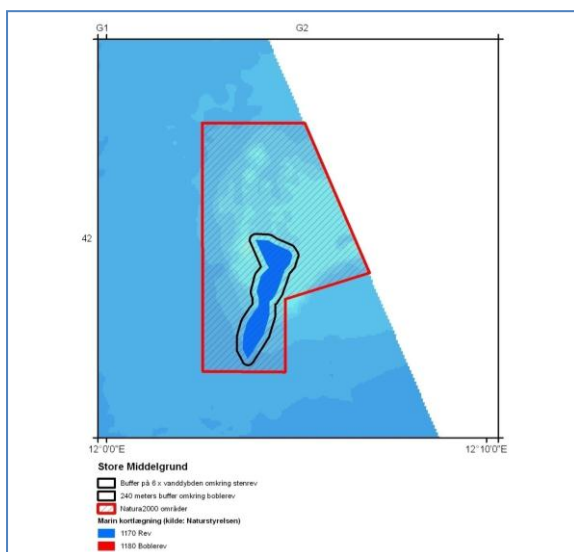 G1 G2
42
12°0'0"E 12°10'0"E
Store Middelgrund
Buffer på 6 x vanddybden omkring stenrev
240 meters buffer omkring boblerev
Natura2000 områder
Marin kortlægning (kilde: Naturstyrelsen)
1170 Rev
1180 Boblerev